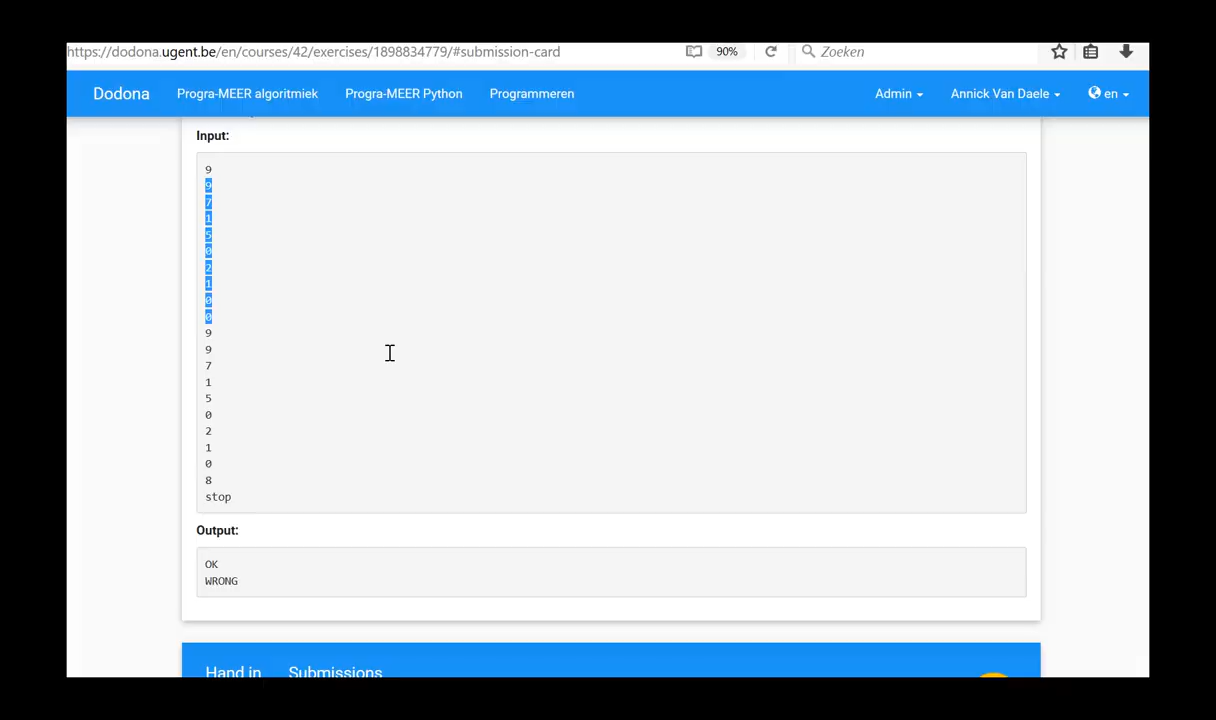 https://dodona.ugent.be/en/courses/42/exercises/1898834779/#submission-card 90% Zoeken
Dodona Progra-MEER algoritmiek Progra-MEER Python Programmeren Admin Annick Van Daele en
Input:
9
9
7
1
5
0
2
1
0
0
9
9
7
1
5
0
2
1
0
8
stop
Output:
OK
WRONG
Hand in Submissions